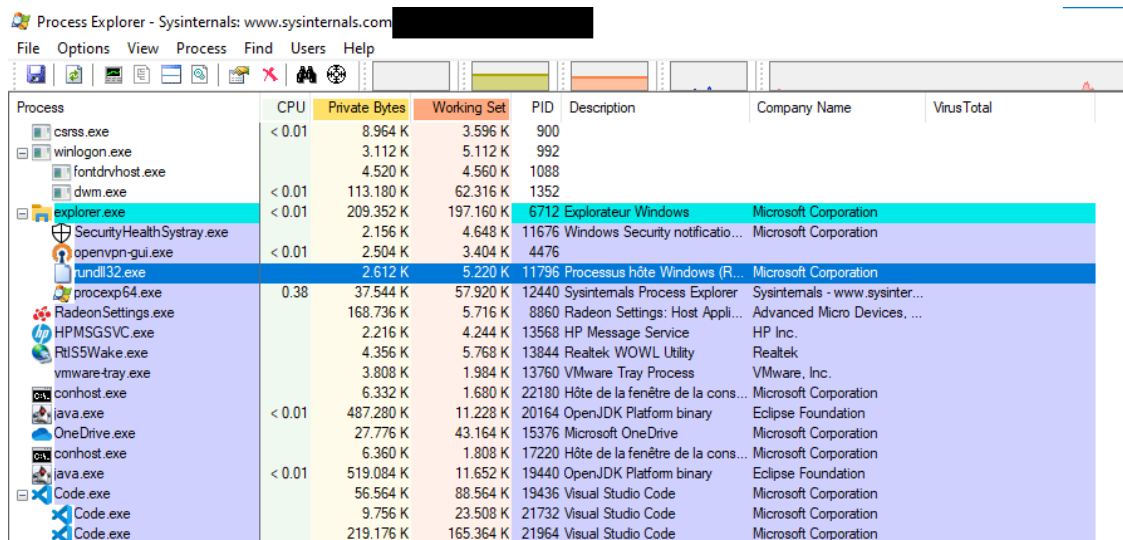 Process Explorer - Sysinternals: www.sysinternals.com
File Options View Process Find Users Help
Process CPU Private Bytes Working Set PID Description Company Name VirusTotal
csrss.exe < 0.01 8.964 K 3.596 K 900
winlogon.exe 3.112 K 5.112 K 992
fontdrvhost.exe 4.520 K 4.560 K 1088
dwm.exe < 0.01 113.180 K 62.316 K 1352
explorer.exe < 0.01 209.352 K 197.160 K 6712 Explorateur Windows Microsoft Corporation
SecurityHealthSystray.exe 2.156 K 4.648 K 11676 Windows Security notificatio... Microsoft Corporation
openvpn-gui.exe < 0.01 2.504 K 3.404 K 4476
rundll32.exe 2.612 K 5.220 K 11796 Processus hôte Windows (R... Microsoft Corporation
procexp64.exe 0.38 37.544 K 57.920 K 12440 Sysinternals Process Explorer Sysinternals - www.sysinter...
RadeonSettings.exe 168.736 K 5.716 K 8860 Radeon Settings: Host Appli... Advanced Micro Devices, ...
HPMSGSVC.exe 2.216 K 4.244 K 13568 HP Message Service HP Inc.
RtlS5Wake.exe 4.356 K 5.768 K 13844 Realtek WOWL Utility Realtek
vmware-tray.exe 3.808 K 1.984 K 13760 VMware Tray Process VMware, Inc.
conhost.exe 6.332 K 1.680 K 22180 Hôte de la fenêtre de la cons... Microsoft Corporation
java.exe < 0.01 487.280 K 11.228 K 20164 OpenJDK Platform binary Eclipse Foundation
OneDrive.exe 27.776 K 43.164 K 15376 Microsoft OneDrive Microsoft Corporation
conhost.exe 6.360 K 1.808 K 17220 Hôte de la fenêtre de la cons... Microsoft Corporation
java.exe < 0.01 519.084 K 11.652 K 19440 OpenJDK Platform binary Eclipse Foundation
Code.exe 56.564 K 88.564 K 19436 Visual Studio Code Microsoft Corporation
Code.exe 9.756 K 23.508 K 21732 Visual Studio Code Microsoft Corporation
Code.exe 219.176 K 165.364 K 21964 Visual Studio Code Microsoft Corporation